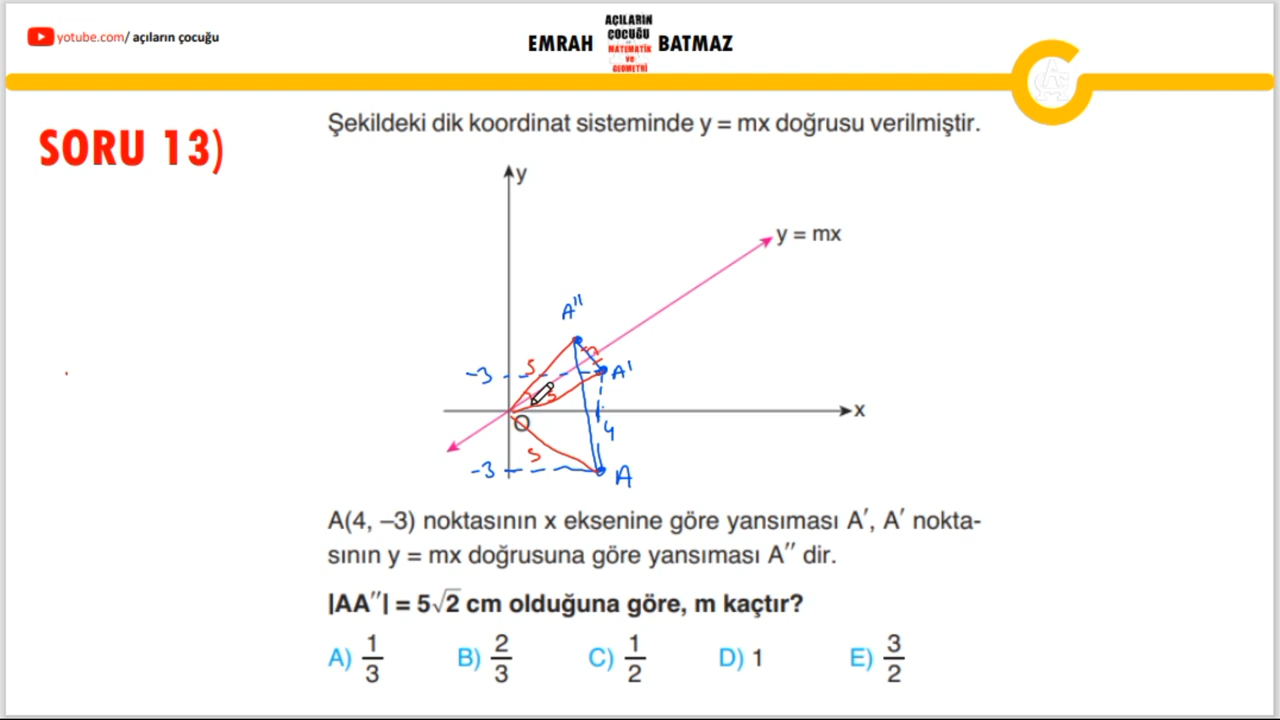 yotube.com/ açıların çocuğu
EMRAH
AÇILARIN
ÇOCUĞU
MATEMATİK
ve
GEOMETRİ
BATMAZ
SORU 13)
Şekildeki dik koordinat sisteminde y = mx doğrusu verilmiştir.
y
y = mx
A''
5
-3
A'
5
x
O
4
5
-3
A
A(4, –3) noktasının x eksenine göre yansıması A′, A′ nokta-
sının y = mx doğrusuna göre yansıması A″ dir.
|AA″| = 5√2 cm olduğuna göre, m kaçtır?
A) 1/3 B) 2/3 C) 1/2 D) 1 E) 3/2